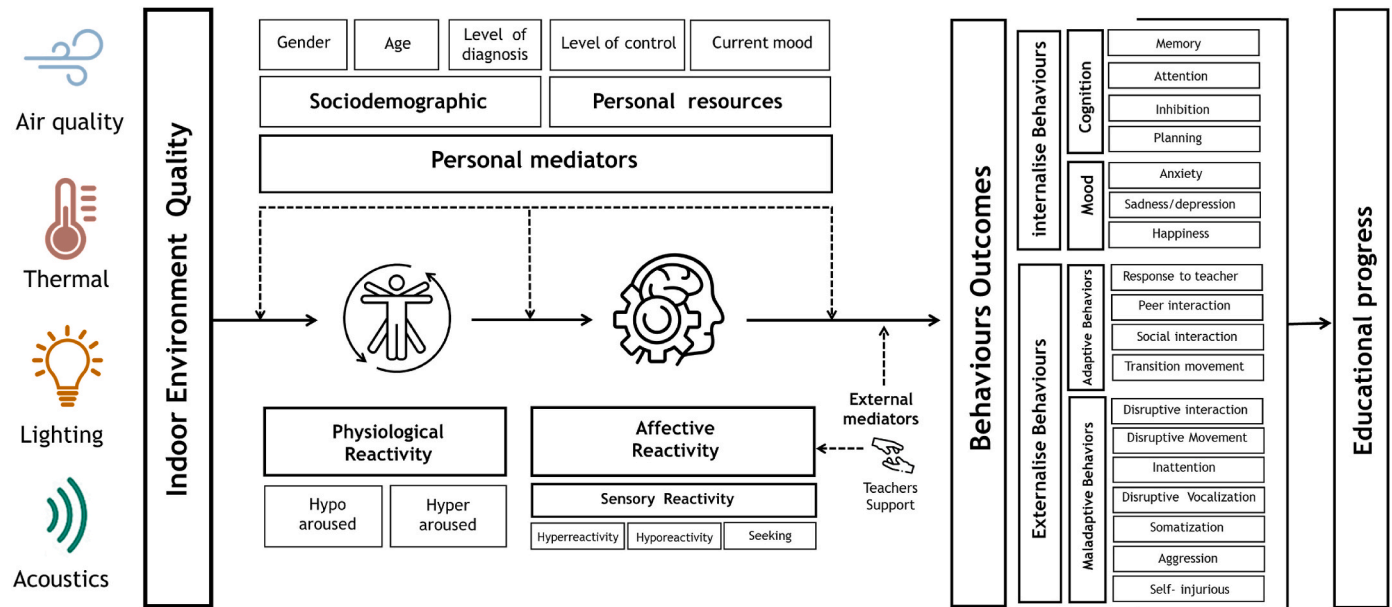 Air quality
Thermal
Lighting
Acoustics
Indoor Environment Quality
Gender
Age
Level of
diagnosis
Level of control
Current mood
Sociodemographic
Personal resources
Personal mediators
Physiological
Reactivity
Hypo
aroused
Hyper
aroused
Affective
Reactivity
Sensory Reactivity
Hyperreactivity
Hyporeactivity
Seeking
External
mediators
Teachers
Support
Behaviours Outcomes
internalise Behaviours
Cognition
Memory
Attention
Inhibition
Planning
Mood
Anxiety
Sadness/depression
Happiness
Externalise Behaviours
Adaptive Behaviors
Response to teacher
Peer interaction
Social interaction
Transition movement
Maladaptive Behaviors
Disruptive interaction
Disruptive Movement
Inattention
Disruptive Vocalization
Somatization
Aggression
Self- injurious
Educational progress